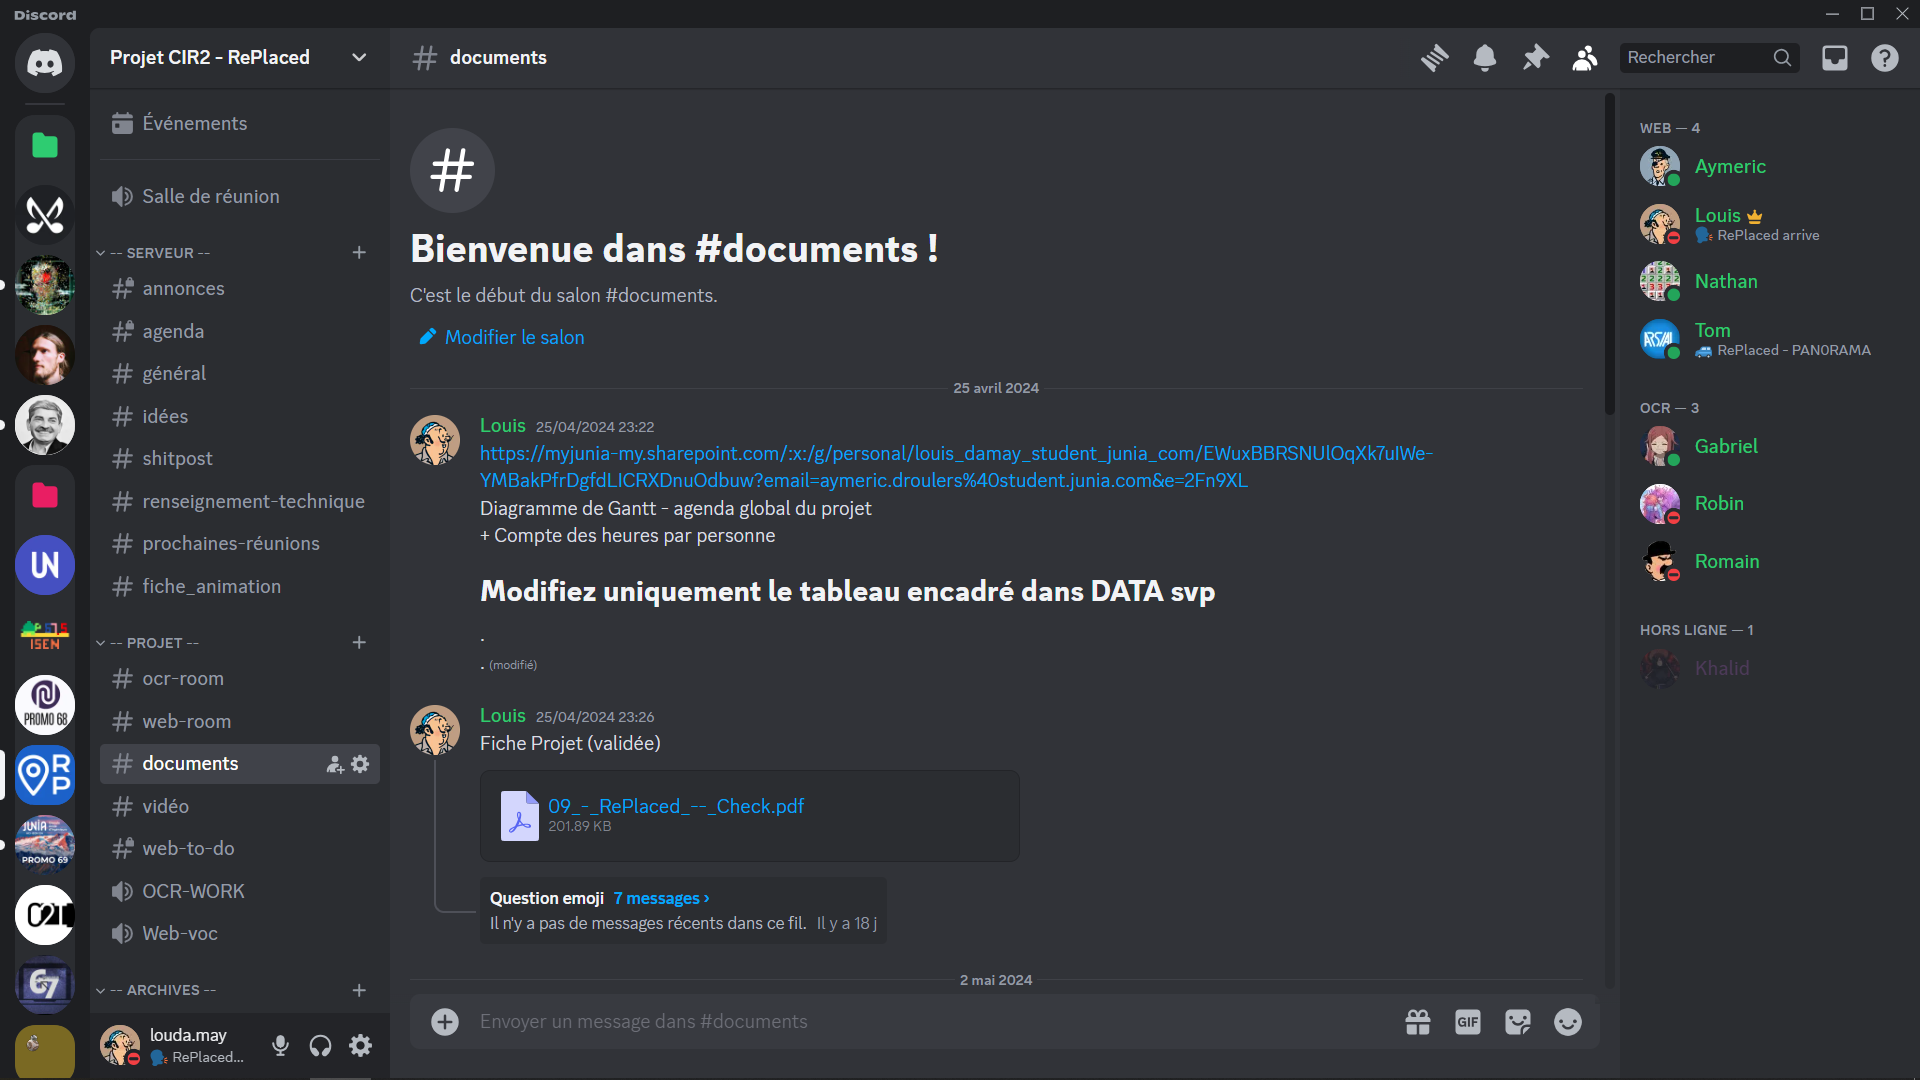 Discord
Projet CIR2 - RePlaced
Événements
Salle de réunion
-- SERVEUR --
annonces
agenda
général
idées
shitpost
renseignement-technique
prochaines-réunions
fiche_animation
-- PROJET --
ocr-room
web-room
documents
vidéo
web-to-do
OCR-WORK
Web-voc
-- ARCHIVES --
louda.may
RePlaced...
UN
ISEN
PROMO 68
RP
JUNIA
PROMO 69
G7
documents
Rechercher
Bienvenue dans #documents !
C'est le début du salon #documents.
Modifier le salon
25 avril 2024
Louis 25/04/2024 23:22
https://myjunia-my.sharepoint.com/:x:/g/personal/louis_damay_student_junia_com/EWuxBBRSNUlOqXk7uIWe-
YMBakPfrDgfdLICRXDnuOdbuw?email=aymeric.droulers%40student.junia.com&e=2Fn9XL
Diagramme de Gantt - agenda global du projet
+ Compte des heures par personne
Modifiez uniquement le tableau encadré dans DATA svp
.
. (modifié)
Louis 25/04/2024 23:26
Fiche Projet (validée)
09_-_RePlaced_--_Check.pdf
201.89 KB
Question emoji 7 messages ›
Il n'y a pas de messages récents dans ce fil. Il y a 18 j
2 mai 2024
Envoyer un message dans #documents
GIF
WEB — 4
Aymeric
Louis
RePlaced arrive
Nathan
Tom
RePlaced - PAN0RAMA
OCR — 3
Gabriel
Robin
Romain
HORS LIGNE — 1
Khalid